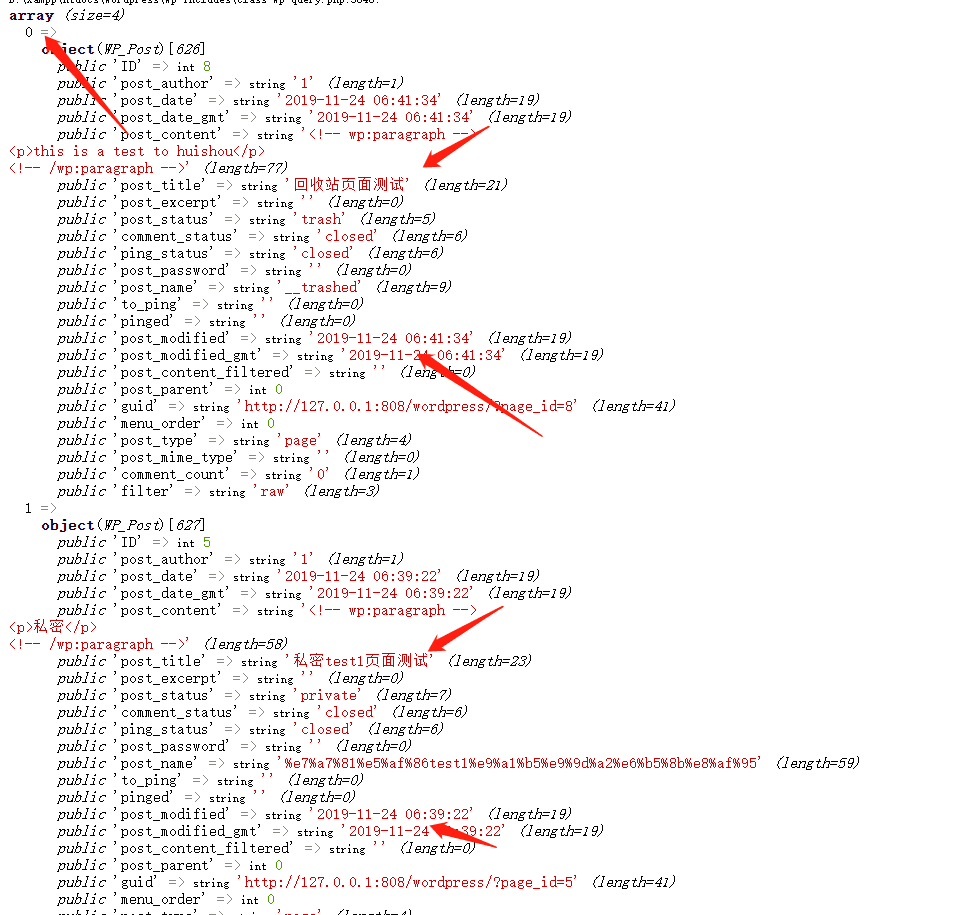 array (size=4)
0 =>
object(WP_Post)[626]
public 'ID' => int 8
public 'post_author' => string '1' (length=1)
public 'post_date' => string '2019-11-24 06:41:34' (length=19)
public 'post_date_gmt' => string '2019-11-24 06:41:34' (length=19)
public 'post_content' => string '<!-- wp:paragraph -->
<p>this is a test to huishou</p>
<!-- /wp:paragraph -->' (length=77)
public 'post_title' => string '回收站页面测试' (length=21)
public 'post_excerpt' => string '' (length=0)
public 'post_status' => string 'trash' (length=5)
public 'comment_status' => string 'closed' (length=6)
public 'ping_status' => string 'closed' (length=6)
public 'post_password' => string '' (length=0)
public 'post_name' => string '__trashed' (length=9)
public 'to_ping' => string '' (length=0)
public 'pinged' => string '' (length=0)
public 'post_modified' => string '2019-11-24 06:41:34' (length=19)
public 'post_modified_gmt' => string '2019-11-24 06:41:34' (length=19)
public 'post_content_filtered' => string '' (length=0)
public 'post_parent' => int 0
public 'guid' => string 'http://127.0.0.1:808/wordpress/?page_id=8' (length=41)
public 'menu_order' => int 0
public 'post_type' => string 'page' (length=4)
public 'post_mime_type' => string '' (length=0)
public 'comment_count' => string '0' (length=1)
public 'filter' => string 'raw' (length=3)
1 =>
object(WP_Post)[627]
public 'ID' => int 5
public 'post_author' => string '1' (length=1)
public 'post_date' => string '2019-11-24 06:39:22' (length=19)
public 'post_date_gmt' => string '2019-11-24 06:39:22' (length=19)
public 'post_content' => string '<!-- wp:paragraph -->
<p>私密</p>
<!-- /wp:paragraph -->' (length=58)
public 'post_title' => string '私密test1页面测试' (length=23)
public 'post_excerpt' => string '' (length=0)
public 'post_status' => string 'private' (length=7)
public 'comment_status' => string 'closed' (length=6)
public 'ping_status' => string 'closed' (length=6)
public 'post_password' => string '' (length=0)
public 'post_name' => string '%e7%a7%81%e5%af%86test1%e9%a1%b5%e9%9d%a2%e6%b5%8b%e8%af%95' (length=59)
public 'to_ping' => string '' (length=0)
public 'pinged' => string '' (length=0)
public 'post_modified' => string '2019-11-24 06:39:22' (length=19)
public 'post_modified_gmt' => string '2019-11-24 06:39:22' (length=19)
public 'post_content_filtered' => string '' (length=0)
public 'post_parent' => int 0
public 'guid' => string 'http://127.0.0.1:808/wordpress/?page_id=5' (length=41)
public 'menu_order' => int 0